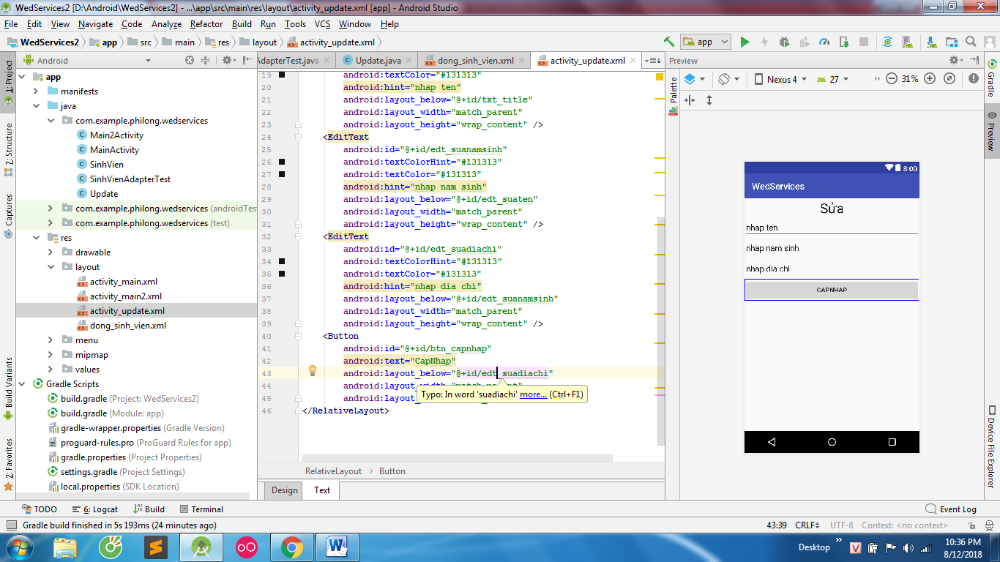 WedServices2 [D:\Android\WedServices2] - ...\app\src\main\res\layout\activity_update.xml [app] - Android Studio
File Edit View Navigate Code Analyze Refactor Build Run Tools VCS Window Help
WedServices2 app src main res layout activity_update.xml app
Android
AdapterTest.java Update.java dong_sinh_vien.xml activity_update.xml
Preview
1: Project
7: Structure
Captures
Build Variants
2: Favorites
app
manifests
java
com.example.philong.wedservices
Main2Activity
MainActivity
SinhVien
SinhVienAdapterTest
Update
com.example.philong.wedservices (androidTes
com.example.philong.wedservices (test)
res
drawable
layout
activity_main.xml
activity_main2.xml
activity_update.xml
dong_sinh_vien.xml
menu
mipmap
values
Gradle Scripts
build.gradle (Project: WedServices2)
build.gradle (Module: app)
gradle-wrapper.properties (Gradle Version)
proguard-rules.pro (ProGuard Rules for app)
gradle.properties (Project Properties)
settings.gradle (Project Settings)
local.properties (SDK Location)
19 android:textColor="#131313"
20 android:hint="nhap ten"
21 android:layout_below="@+id/txt_title"
22 android:layout_width="match_parent"
23 android:layout_height="wrap_content" />
24 <EditText
25 android:id="@+id/edt_suanamsinh"
26 android:textColorHint="#131313"
27 android:textColor="#131313"
28 android:hint="nhap nam sinh"
29 android:layout_below="@+id/edt_suaten"
30 android:layout_width="match_parent"
31 android:layout_height="wrap_content" />
32 <EditText
33 android:id="@+id/edt_suadiachi"
34 android:textColorHint="#131313"
35 android:textColor="#131313"
36 android:hint="nhap dia chi"
37 android:layout_below="@+id/edt_suanamsinh"
38 android:layout_width="match_parent"
39 android:layout_height="wrap_content" />
40 <Button
41 android:id="@+id/btn_capnhap"
42 android:text="CapNhap"
43 android:layout_below="@+id/edt_suadiachi"
44 android:layout_width="match_parent"
Typo: In word 'suadiachi' more... (Ctrl+F1)
45 android:layout
46 </RelativeLayout>
RelativeLayout Button
Design Text
Palette
Nexus 4 27 31%
8:00
WedServices
Sửa
nhap ten
nhap nam sinh
nhap dia chi
CAPNHAP
Gradle
Preview
Device File Explorer
TODO 6: Logcat Build Terminal Event Log
Gradle build finished in 5s 193ms (24 minutes ago) 43:39 CRLF UTF-8 Context: <no context>
Desktop 10:36 PM
8/12/2018